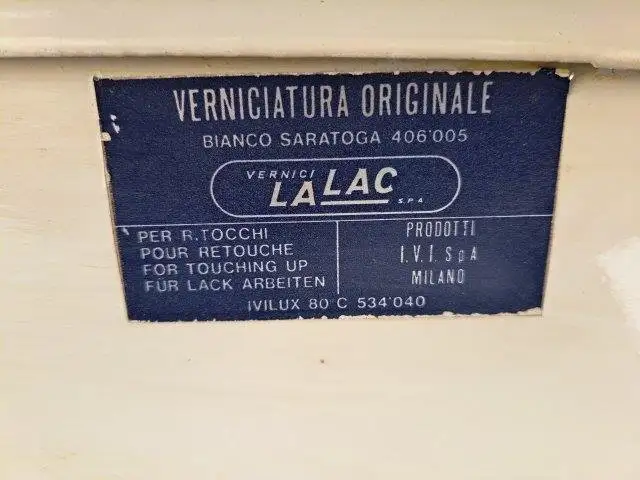 VERNICIATURA ORIGINALE
BIANCO SARATOGA 406'005
VERNICI
LALAC
S.P.A
PER R.TOCCHI
POUR RETOUCHE
FOR TOUCHING UP
FÜR LACK ARBEITEN
PRODOTTI
I.V.I. SpA
MILANO
IVILUX 80 C 534'040